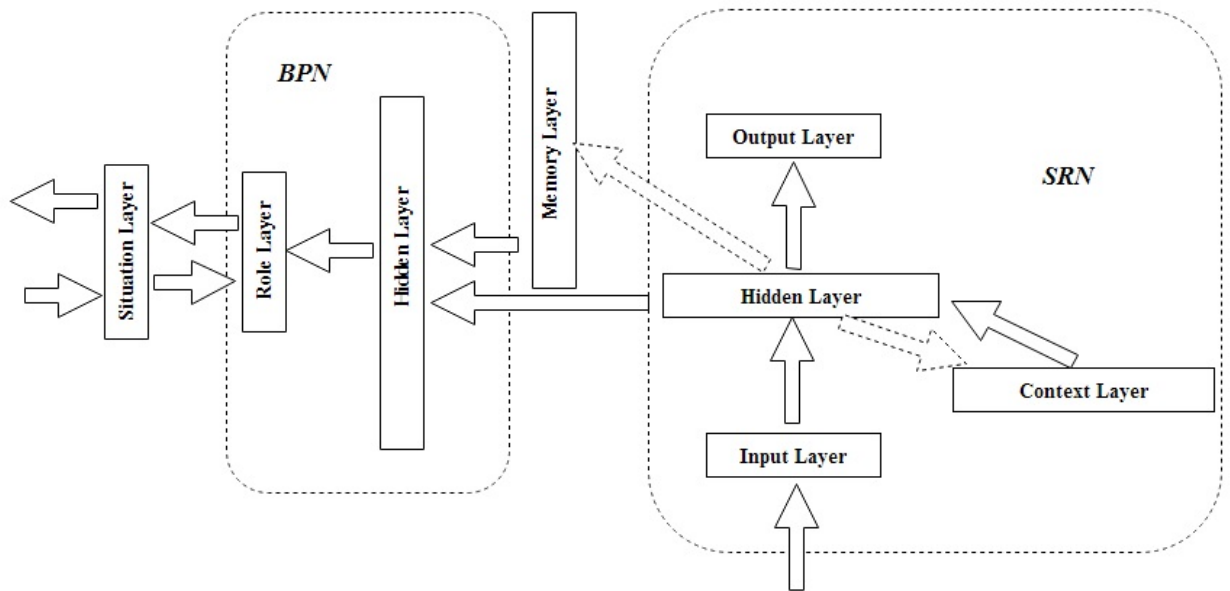 BPN
Situation Layer
Role Layer
Hidden Layer
Memory Layer
SRN
Output Layer
Hidden Layer
Context Layer
Input Layer